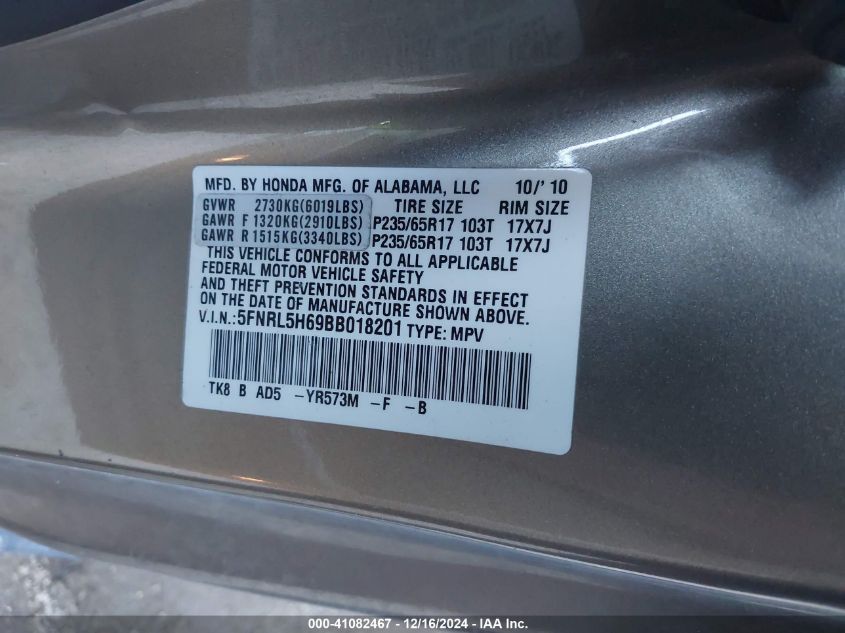 MFD. BY HONDA MFG. OF ALABAMA, LLC 10/'10
GVWR 2730KG(6019LBS) TIRE SIZE RIM SIZE
GAWR F 1320KG(2910LBS) P235/65R17 103T 17X7J
GAWR R 1515KG(3340LBS) P235/65R17 103T 17X7J
THIS VEHICLE CONFORMS TO ALL APPLICABLE
FEDERAL MOTOR VEHICLE SAFETY
AND THEFT PREVENTION STANDARDS IN EFFECT
ON THE DATE OF MANUFACTURE SHOWN ABOVE.
V.I.N.:5FNRL5H69BB018201 TYPE: MPV
TK8 B AD5 -YR573M -F -B
000-41082467 - 12/16/2024 - IAA Inc.